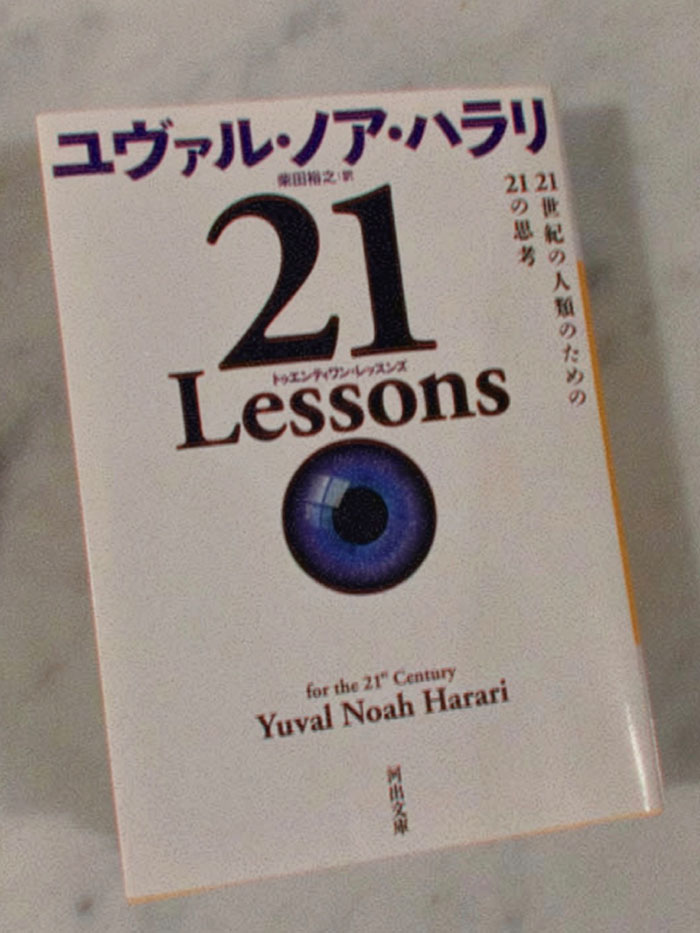 ユヴァル・ノア・ハラリ
柴田裕之:訳
21世紀の人類のための
21の思考
21
トゥエンティワン・レッスンズ
Lessons
for the 21st Century
Yuval Noah Harari
河出文庫